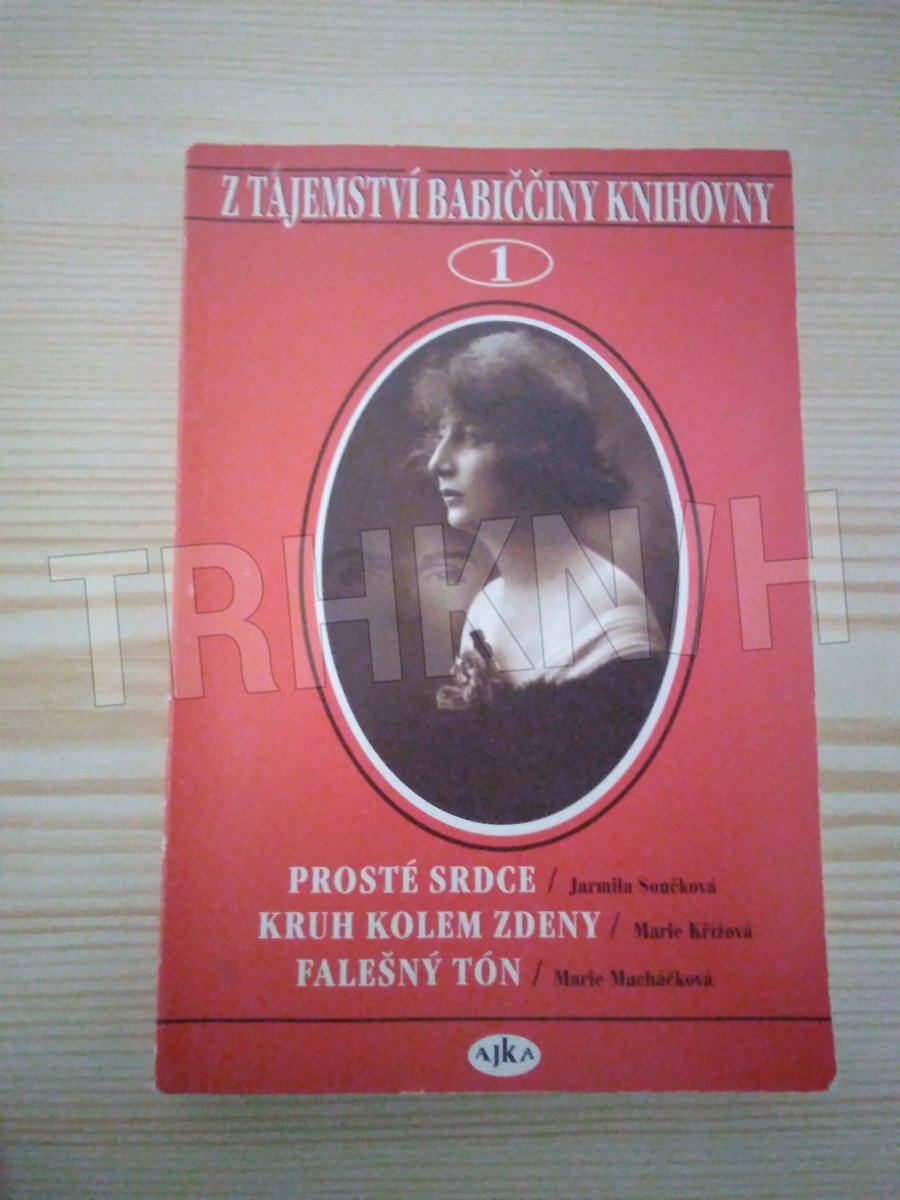 Z TAJEMSTVÍ BABIČČINY KNIHOVNY
1
TRHKNIH
PROSTÉ SRDCE / Jarmila Součková
KRUH KOLEM ZDENY / Marie Křížová
FALEŠNÝ TÓN / Marie Macháčková
AJKA